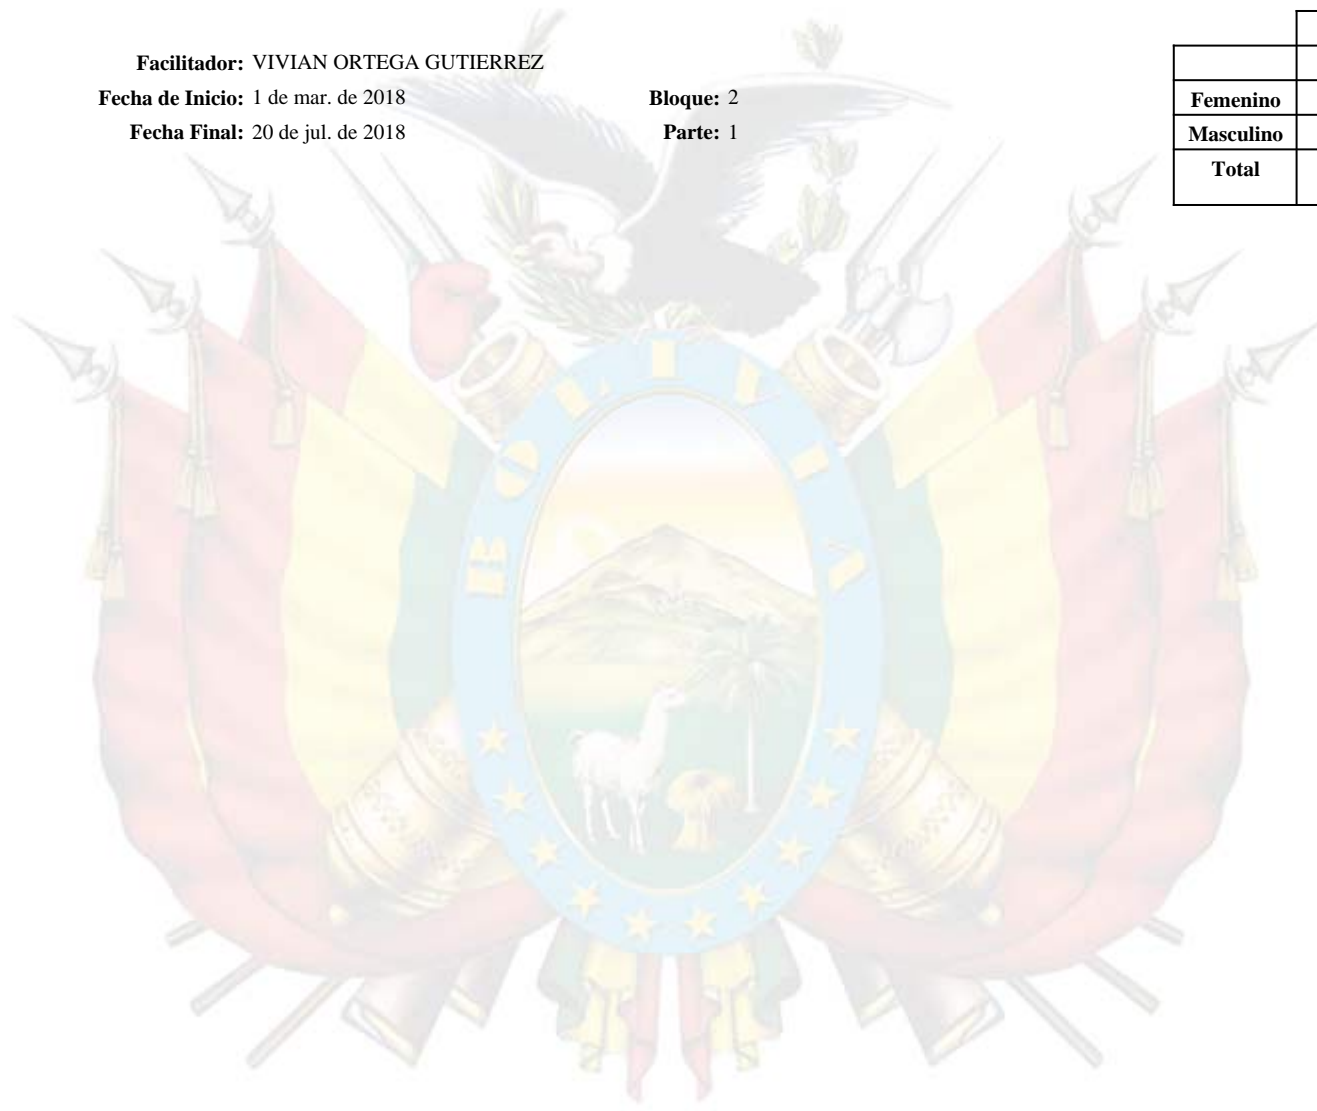 Facilitador: VIVIAN ORTEGA GUTIERREZ
Fecha de Inicio: 1 de mar. de 2018 Bloque: 2
Fecha Final: 20 de jul. de 2018 Parte: 1
Femenino
Masculino
Total
BOLIVIA